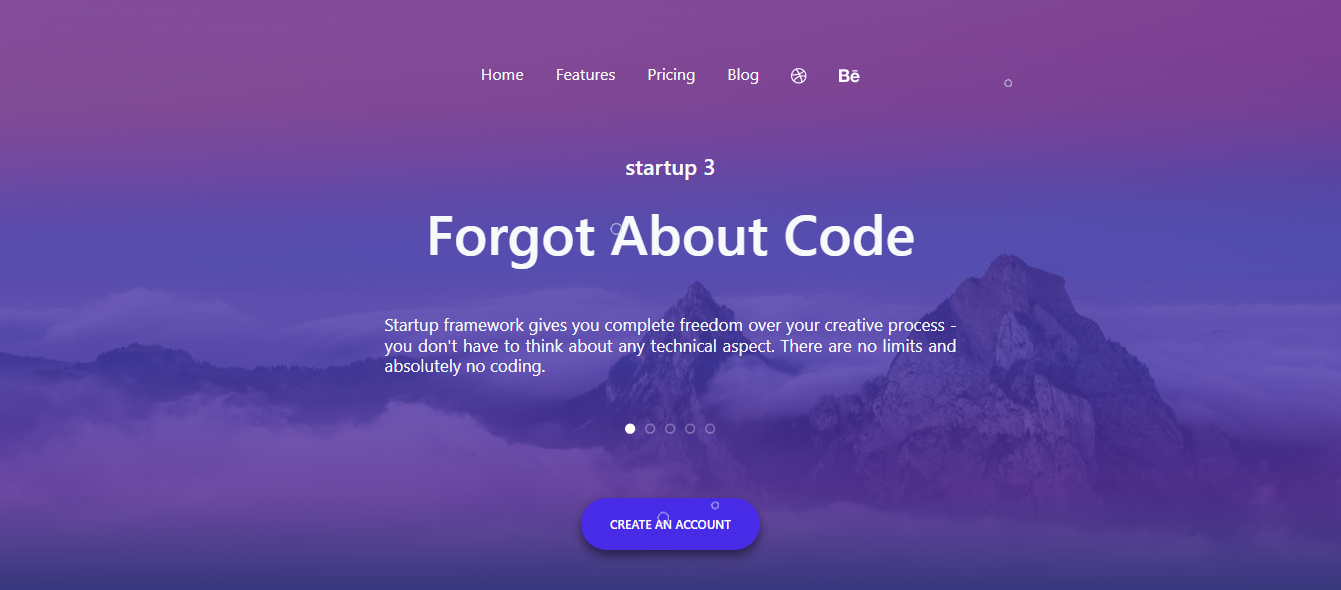 Home Features Pricing Blog Bē
startup 3
Forgot About Code
Startup framework gives you complete freedom over your creative process -
you don't have to think about any technical aspect. There are no limits and
absolutely no coding.
CREATE AN ACCOUNT